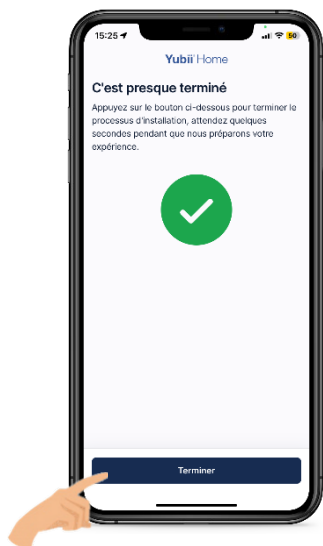 15:25
50
Yubii Home
C'est presque terminé
Appuyez sur le bouton ci-dessous pour terminer le
processus d'installation, attendez quelques
secondes pendant que nous préparons votre
expérience.
Terminer